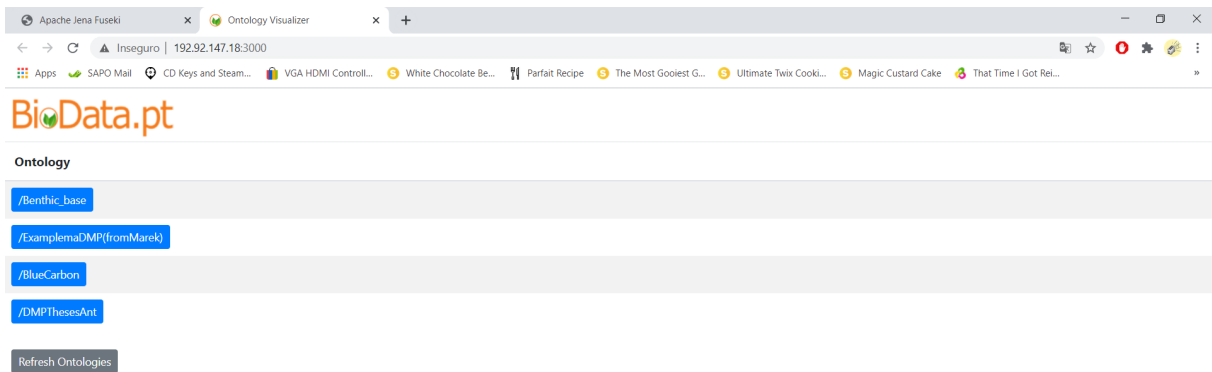 Apache Jena Fuseki Ontology Visualizer
Inseguro | 192.92.147.18:3000
Apps SAPO Mail CD Keys and Steam... VGA HDMI Controll... White Chocolate Be... Parfait Recipe The Most Gooiest G... Ultimate Twix Cooki... Magic Custard Cake That Time I Got Rei... »
BioData.pt
Ontology
/Benthic_base
/ExamplemaDMP(fromMarek)
/BlueCarbon
/DMPThesesAnt
Refresh Ontologies